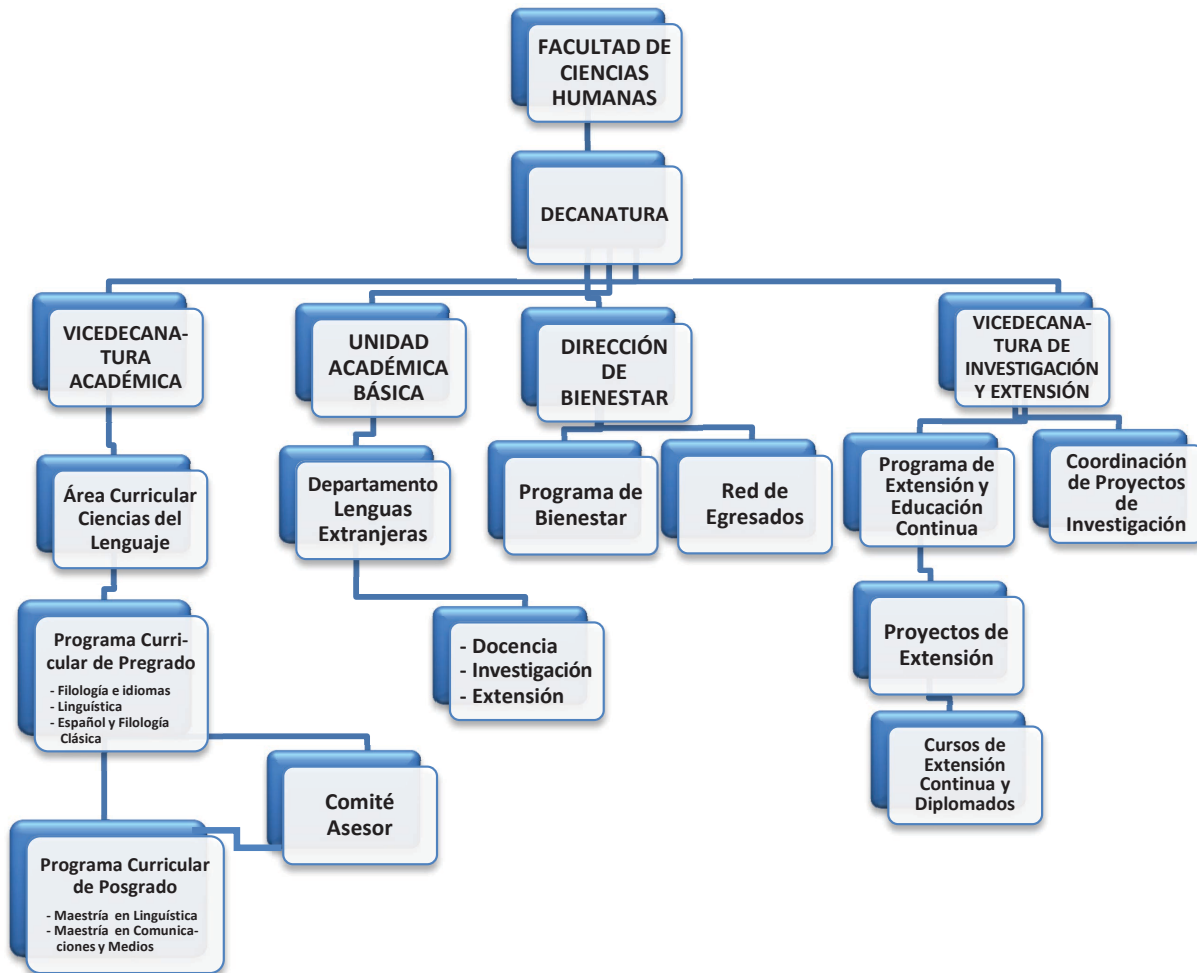 FACULTAD DE
CIENCIAS
HUMANAS
DECANATURA
VICEDECANA-
TURA
ACADÉMICA
UNIDAD
ACADÉMICA
BÁSICA
DIRECCIÓN
DE
BIENESTAR
VICEDECANA-
TURA DE
INVESTIGACIÓN
Y EXTENSIÓN
Área Curricular
Ciencias del
Lenguaje
Departamento
Lenguas
Extranjeras
Programa de
Bienestar
Red de
Egresados
Programa de
Extensión y
Educación
Continua
Coordinación
de Proyectos
de
Investigación
Programa Curri-
cular de Pregrado
- Filología e idiomas
- Linguística
- Español y Filología
Clásica
- Docencia
- Investigación
- Extensión
Proyectos de
Extensión
Comité
Asesor
Cursos de
Extensión
Continua y
Diplomados
Programa Curricular
de Posgrado
- Maestría en Linguística
- Maestría en Comunica-
ciones y Medios